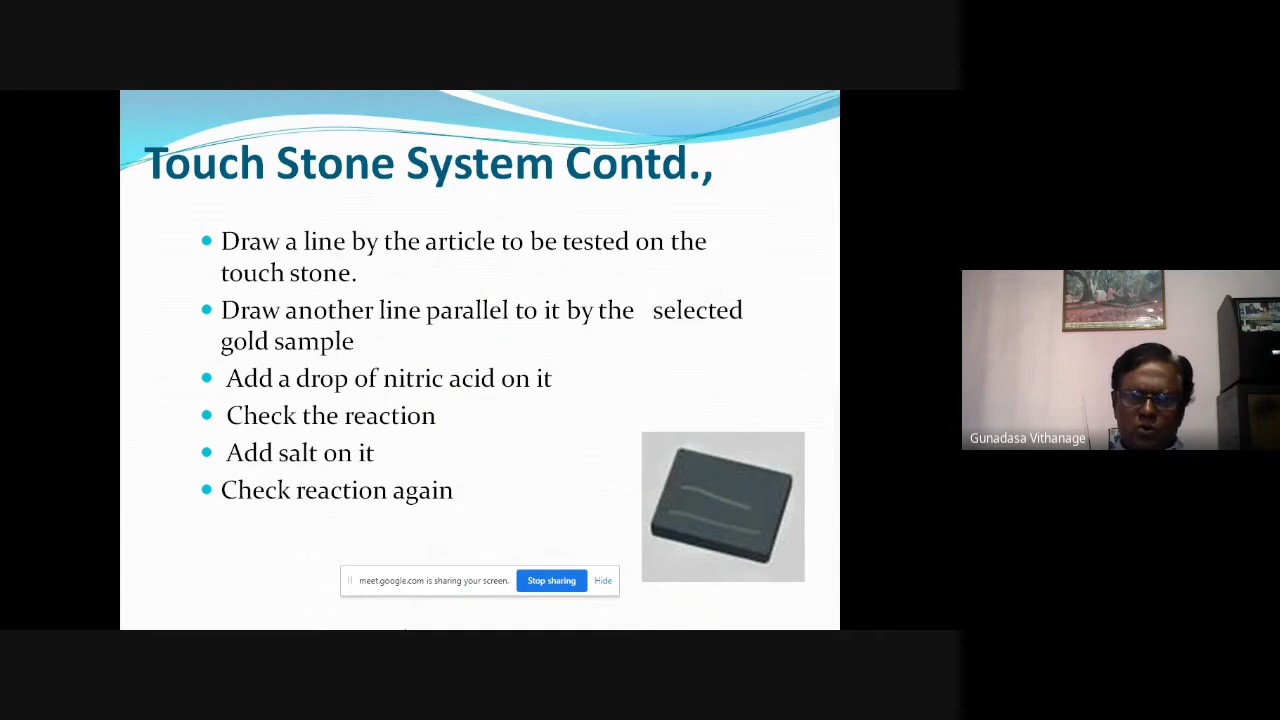 Touch Stone System Contd.,
Draw a line by the article to be tested on the
touch stone.
Draw another line parallel to it by the selected
gold sample
Add a drop of nitric acid on it
Check the reaction
Add salt on it
Check reaction again
meet.google.com is sharing your screen.
Stop sharing
Hide
Gunadasa Vithanage